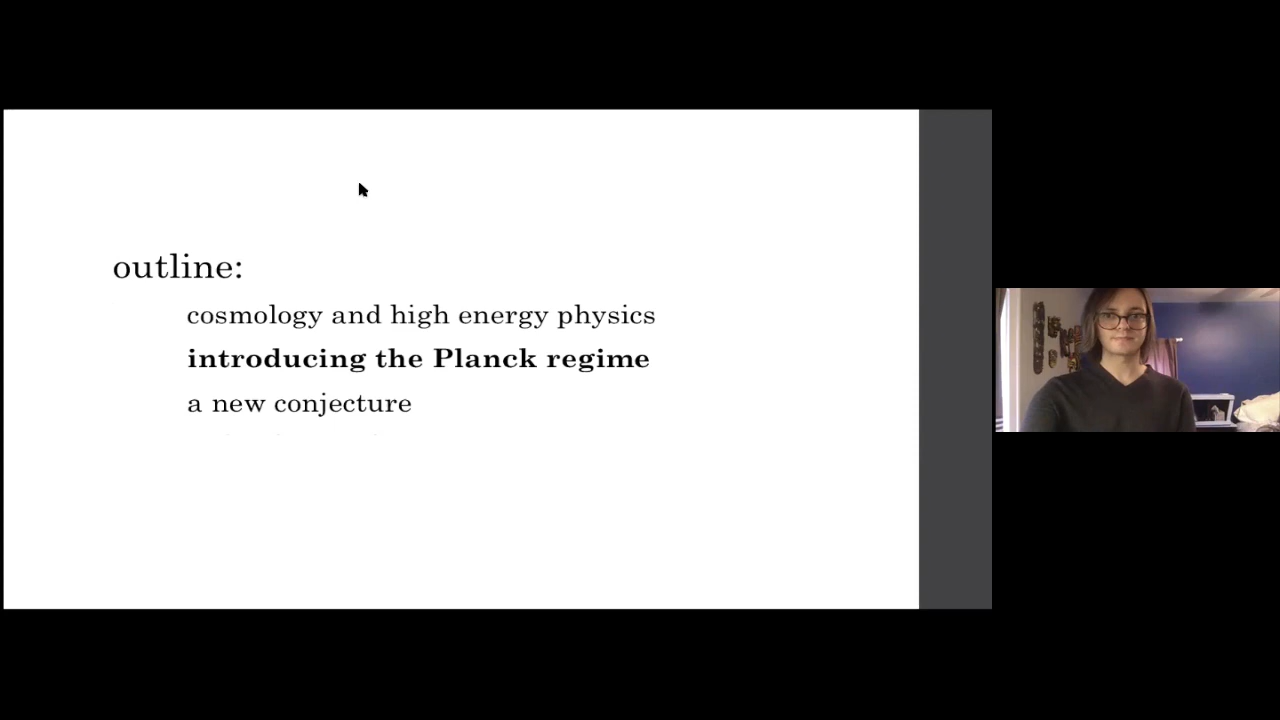 outline:
cosmology and high energy physics
introducing the Planck regime
a new conjecture